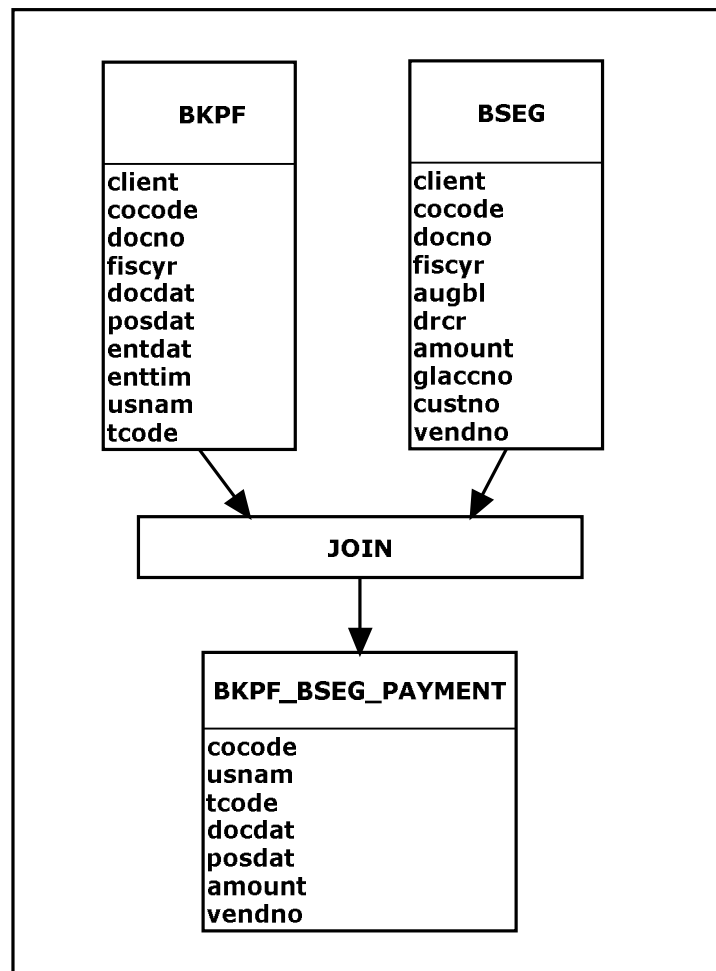 BKPF
client
cocode
docno
fiscyr
docdat
posdat
entdat
enttim
usnam
tcode
BSEG
client
cocode
docno
fiscyr
augbl
drcr
amount
glaccno
custno
vendno
JOIN
BKPF_BSEG_PAYMENT
cocode
usnam
tcode
docdat
posdat
amount
vendno